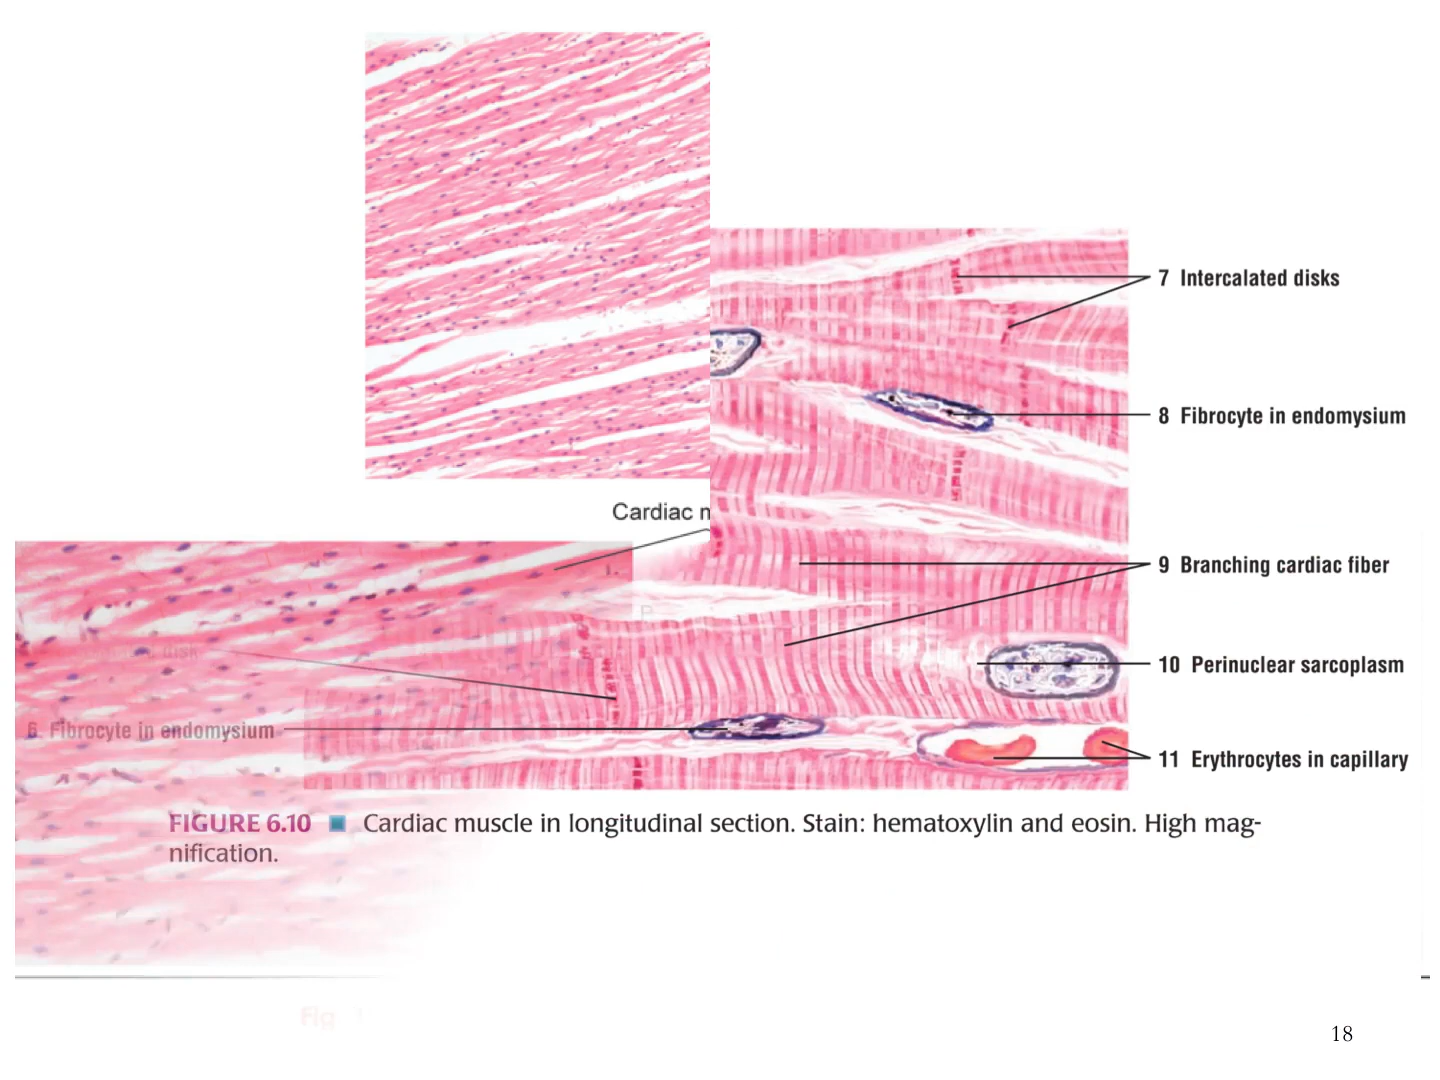 7 Intercalated disks
8 Fibrocyte in endomysium
Cardiac
9 Branching cardiac fiber
disk
10 Perinuclear sarcoplasm
6 Fibrocyte in endomysium
11 Erythrocytes in capillary
FIGURE 6.10 ■ Cardiac muscle in longitudinal section. Stain: hematoxylin and eosin. High mag-
nification.
Fig
18